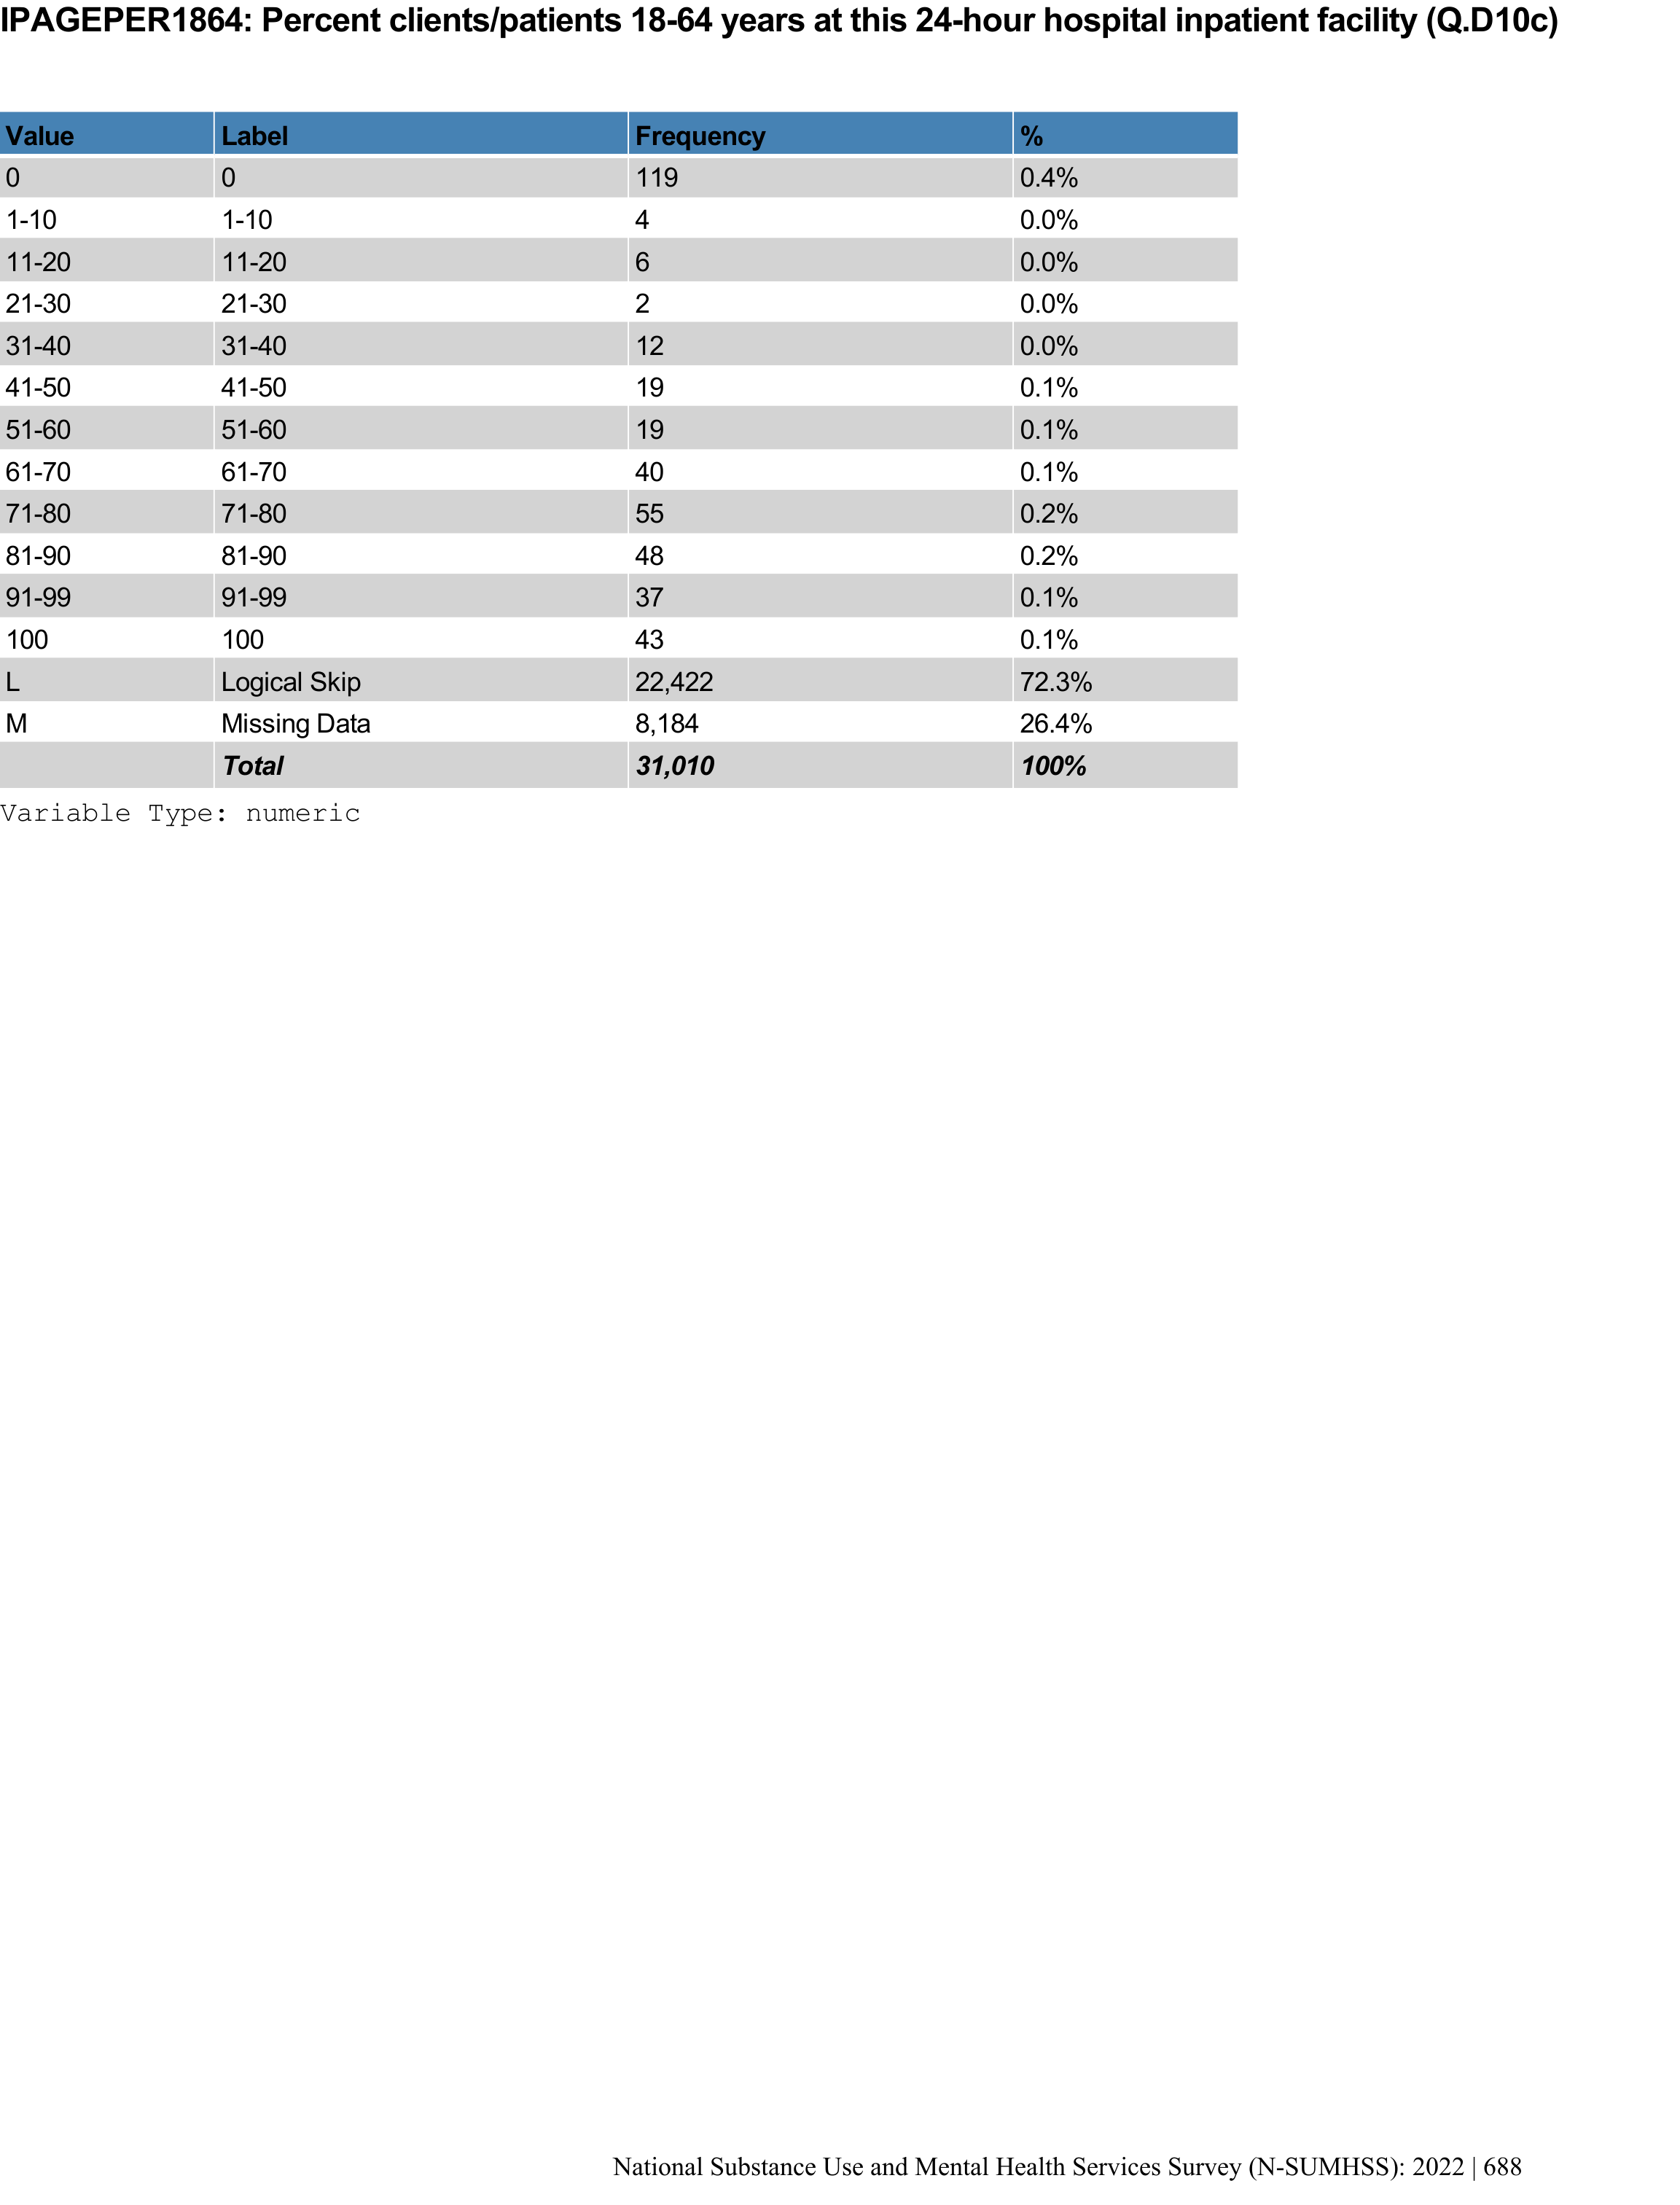 IPAGEPER1864: Percent clients/patients 18-64 years at this 24-hour hospital inpatient facility (Q.D10c)
Value Label Frequency %
0 0 119 0.4%
1-10 1-10 4 0.0%
11-20 11-20 6 0.0%
21-30 21-30 2 0.0%
31-40 31-40 12 0.0%
41-50 41-50 19 0.1%
51-60 51-60 19 0.1%
61-70 61-70 40 0.1%
71-80 71-80 55 0.2%
81-90 81-90 48 0.2%
91-99 91-99 37 0.1%
100 100 43 0.1%
L Logical Skip 22,422 72.3%
M Missing Data 8,184 26.4%
Total 31,010 100%
Variable Type: numeric
National Substance Use and Mental Health Services Survey (N-SUMHSS): 2022 | 688